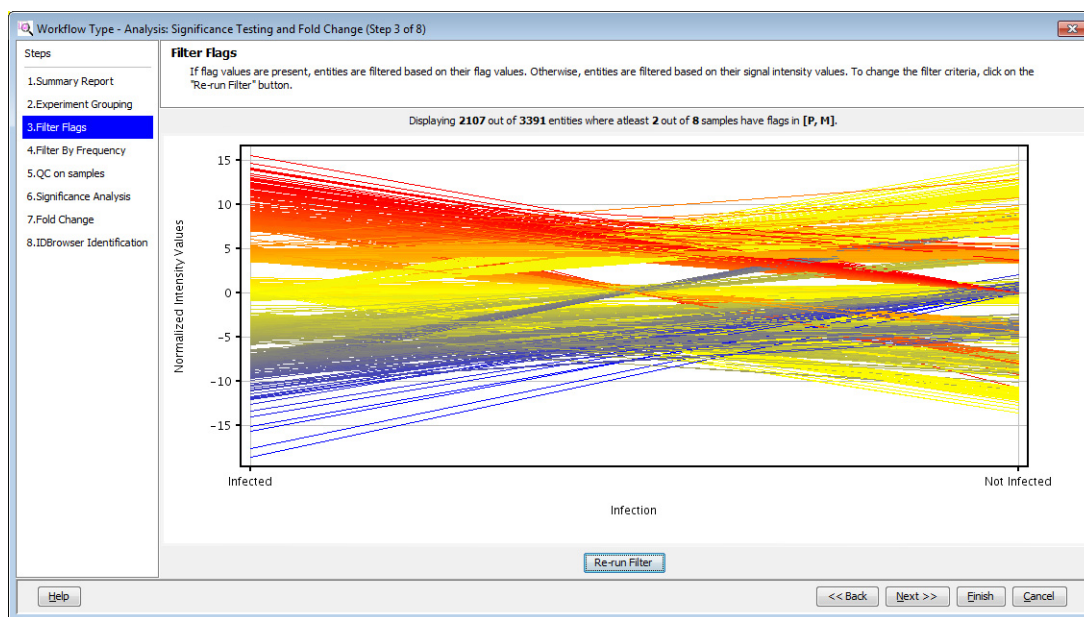 Workflow Type - Analysis: Significance Testing and Fold Change (Step 3 of 8)
Steps
1.Summary Report
2.Experiment Grouping
3.Filter Flags
4.Filter By Frequency
5.QC on samples
6.Significance Analysis
7.Fold Change
8.IDBrowser Identification
Filter Flags
If flag values are present, entities are filtered based on their flag values. Otherwise, entities are filtered based on their signal intensity values. To change the filter criteria, click on the
"Re-run Filter" button.
Displaying 2107 out of 3391 entities where atleast 2 out of 8 samples have flags in [P, M].
Normalized Intensity Values
15
10
5
0
-5
-10
-15
Infected
Not Infected
Infection
Re-run Filter
Help
<< Back
Next >>
Finish
Cancel